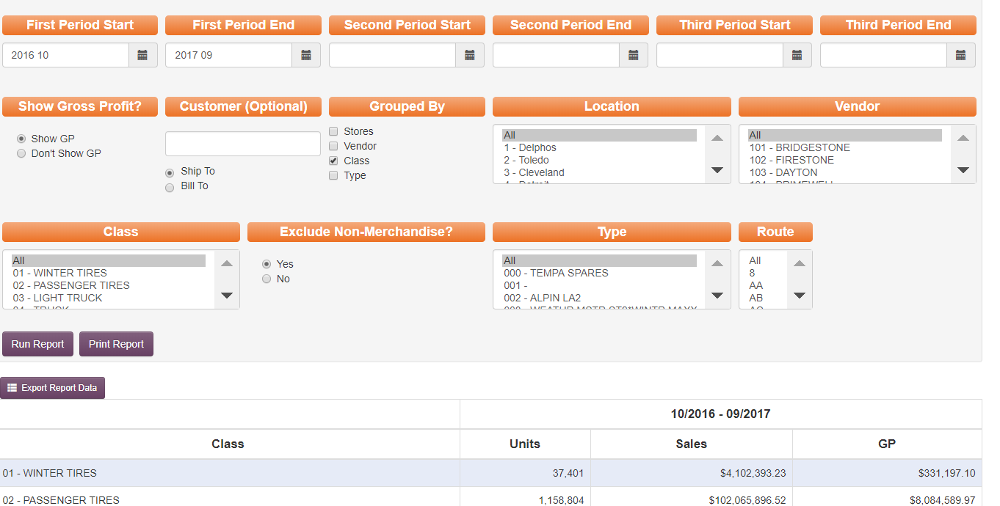 First Period Start First Period End Second Period Start Second Period End Third Period Start Third Period End
2016 10 2017 09
Show Gross Profit? Customer (Optional) Grouped By Location Vendor
Show GP
Don't Show GP
Ship To
Bill To
Stores
Vendor
Class
Type
All
1 - Delphos
2 - Toledo
3 - Cleveland
4 - Detroit
All
101 - BRIDGESTONE
102 - FIRESTONE
103 - DAYTON
104 - PRIMEWELL
Class Exclude Non-Merchandise? Type Route
All
01 - WINTER TIRES
02 - PASSENGER TIRES
03 - LIGHT TRUCK
04 - TRUCK
Yes
No
All
000 - TEMPA SPARES
001 -
002 - ALPIN LA2
All
8
AA
AB
Run Report Print Report
Export Report Data
10/2016 - 09/2017
Class Units Sales GP
01 - WINTER TIRES 37,401 $4,102,393.23 $331,197.10
02 - PASSENGER TIRES 1,158,804 $102,065,896.52 $8,084,589.97